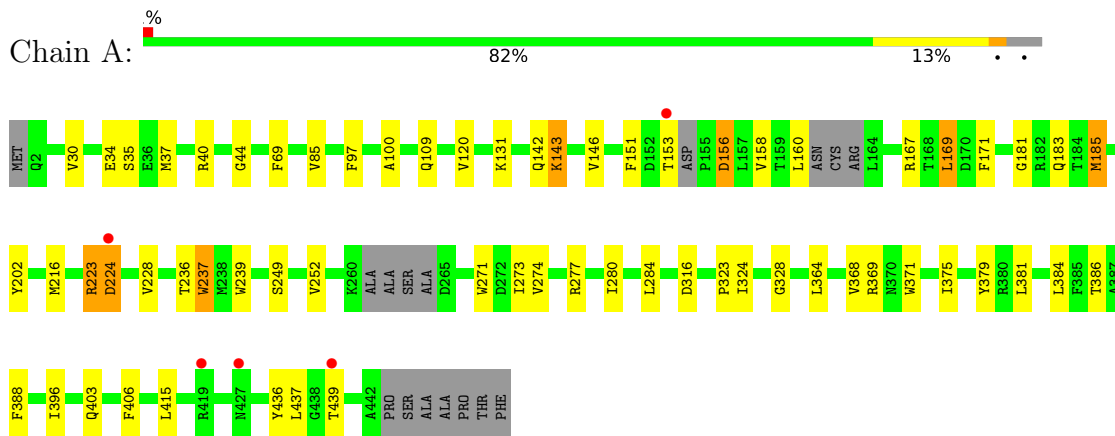 .%
Chain A:
82% 13% • •
MET Q2 V30 E34 S35 E36 M37 R40 G44 F69 V85 F97 A100 Q109 V120 K131 Q142 K143 V146 F151 D152 T153 ASP P155 D156 L157 V158 T159 L160 ASN CYS ARG L164 R167 T168 L169 D170 F171 G181 R182 Q183 T184 M185
Y202 M216 R223 D224 V228 T236 W237 M238 W239 S249 V252 K260 ALA ALA SER ALA D265 W271 D272 I273 V274 R277 I280 L284 D316 P323 I324 G328 L364 V368 R369 N370 W371 I375 Y379 R380 L381 L384 F385 T386 A387
F388 I396 Q403 F406 L415 R419 N427 Y436 L437 G438 T439 A442 PRO SER ALA ALA PRO THR PHE